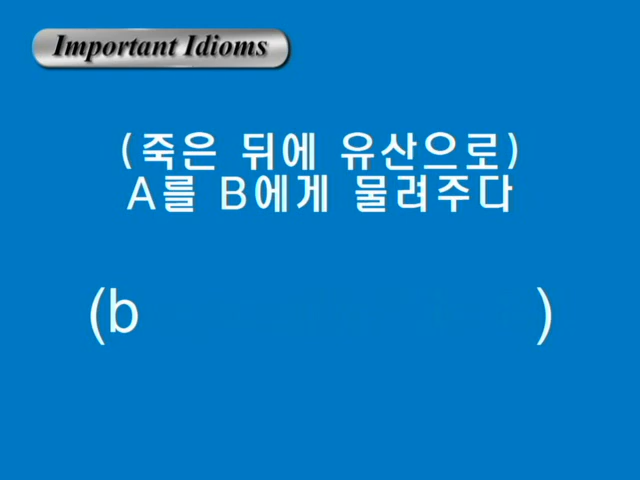 Important Idioms
(죽은 뒤에 유산으로)
A를 B에게 물려주다
(b )